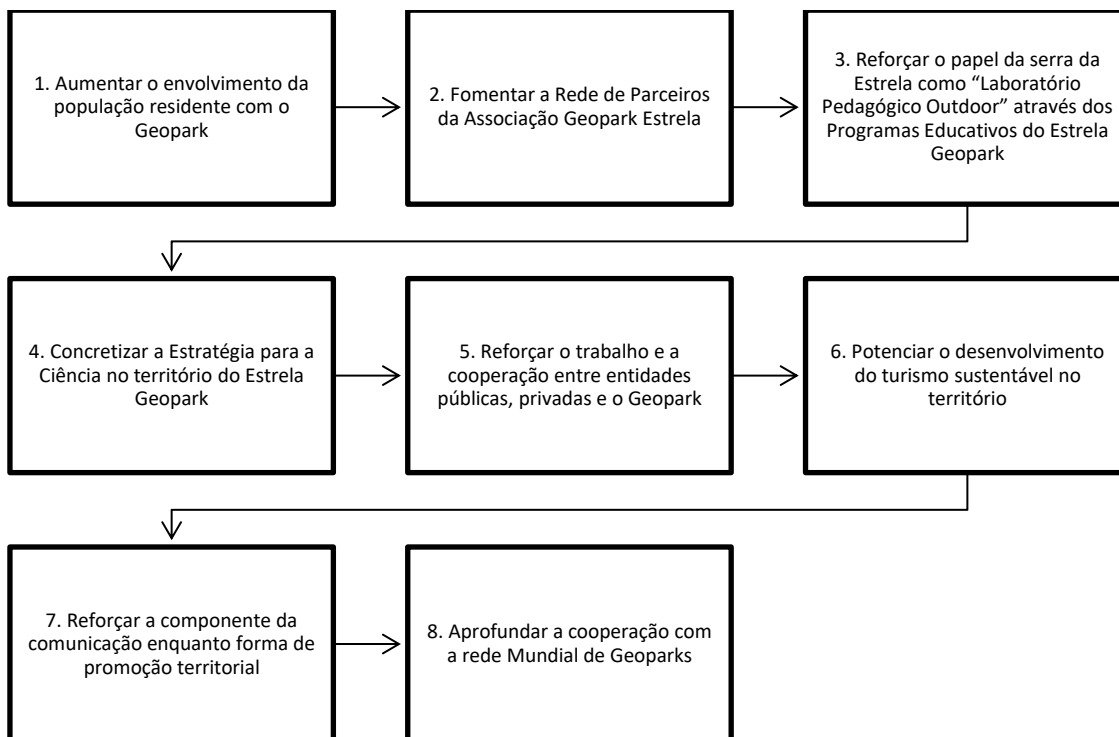 1. Aumentar o envolvimento da
população residente com o
Geopark
2. Fomentar a Rede de Parceiros
da Associação Geopark Estrela
3. Reforçar o papel da serra da
Estrela como “Laboratório
Pedagógico Outdoor” através dos
Programas Educativos do Estrela
Geopark
4. Concretizar a Estratégia para a
Ciência no território do Estrela
Geopark
5. Reforçar o trabalho e a
cooperação entre entidades
públicas, privadas e o Geopark
6. Potenciar o desenvolvimento
do turismo sustentável no
território
7. Reforçar a componente da
comunicação enquanto forma de
promoção territorial
8. Aprofundar a cooperação com
a rede Mundial de Geoparks